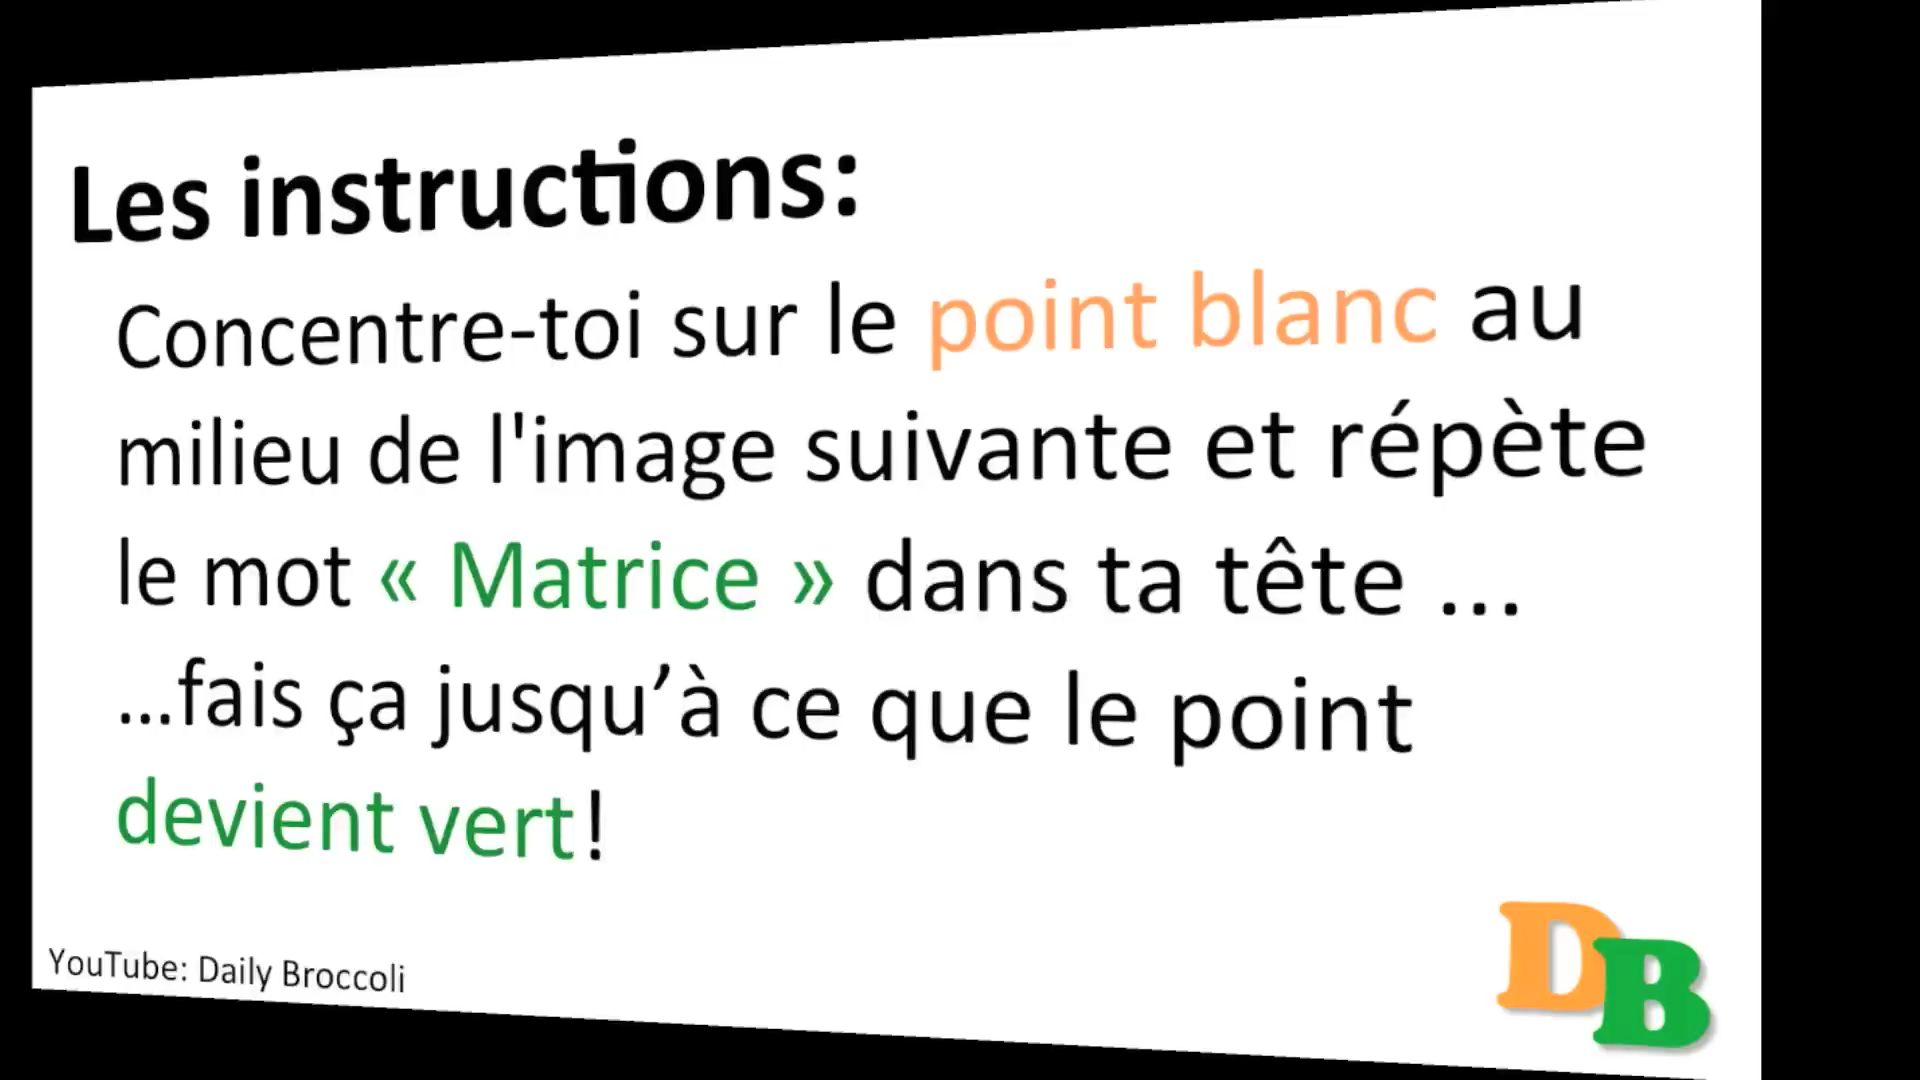 Les instructions:
Concentre-toi sur le point blanc au
milieu de l'image suivante et répète
le mot « Matrice » dans ta tête ...
...fais ça jusqu’à ce que le point
devient vert!
YouTube: Daily Broccoli
DB